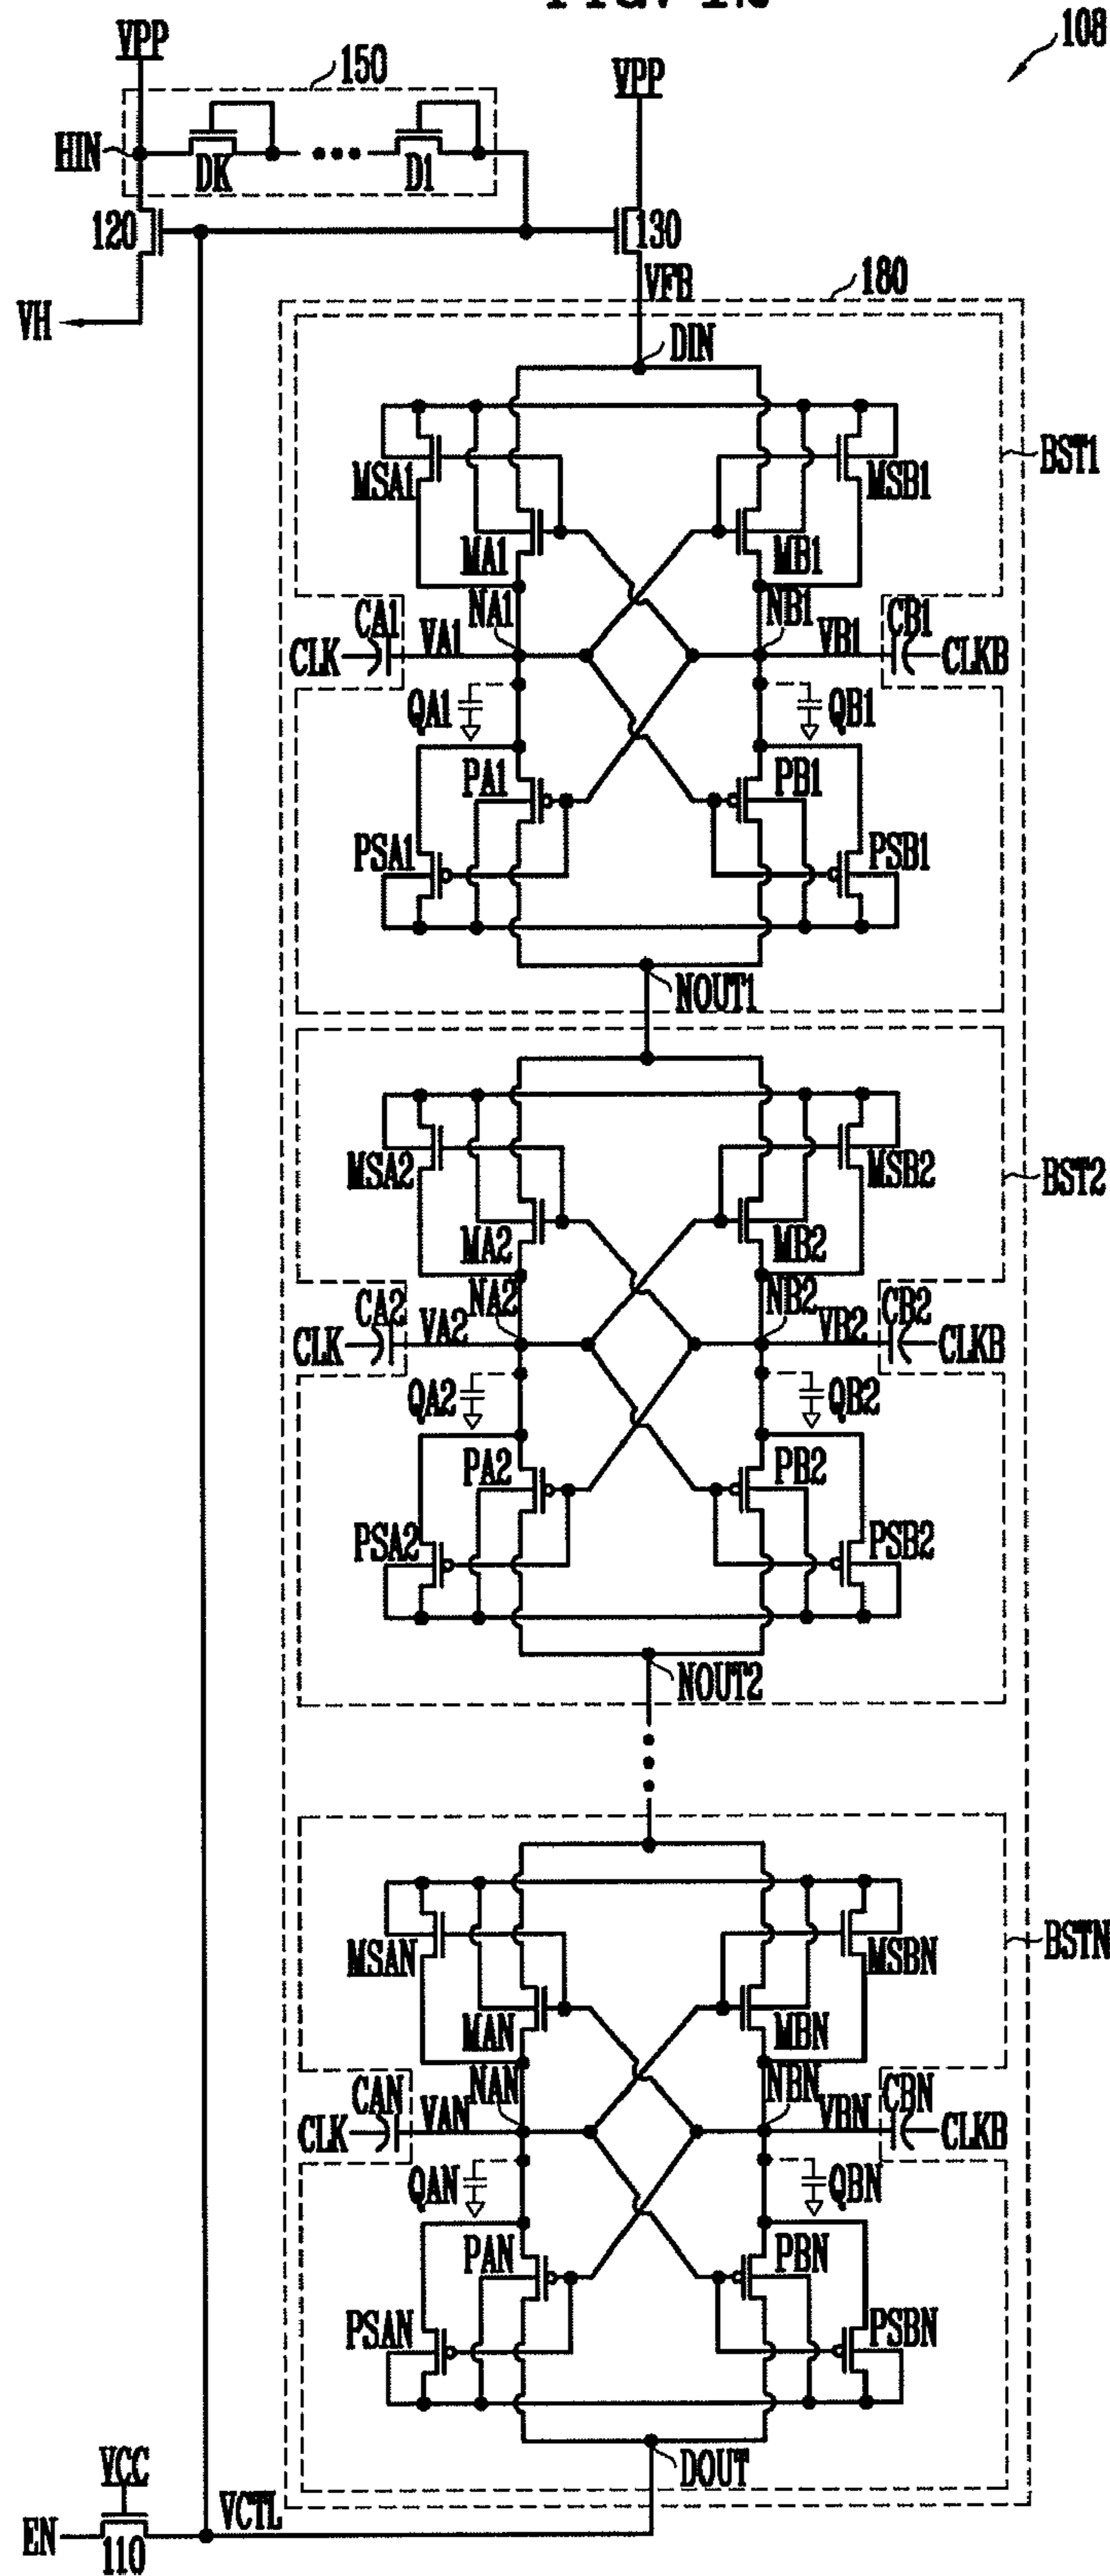 108
VPP
150
VPP
HIN
DK
D1
120
130
VH
VFB
180
DIN
BST1
MSA1
MSB1
MA1
MB1
NA1
NB1
CA1
CB1
CLK
VA1
VB1
CLKB
QA1
QB1
PA1
PB1
PSA1
PSB1
NOUT1
BST2
MSA2
MSB2
MA2
MB2
NA2
NB2
CA2
CB2
CLK
VA2
VB2
CLKB
QA2
QB2
PA2
PB2
PSA2
PSB2
NOUT2
BSTN
MSAN
MSBN
MAN
MBN
NAN
NBN
CAN
CBN
CLK
VAN
VBN
CLKB
QAN
QBN
PAN
PBN
PSAN
PSBN
DOUT
VCC
VCTL
EN
110